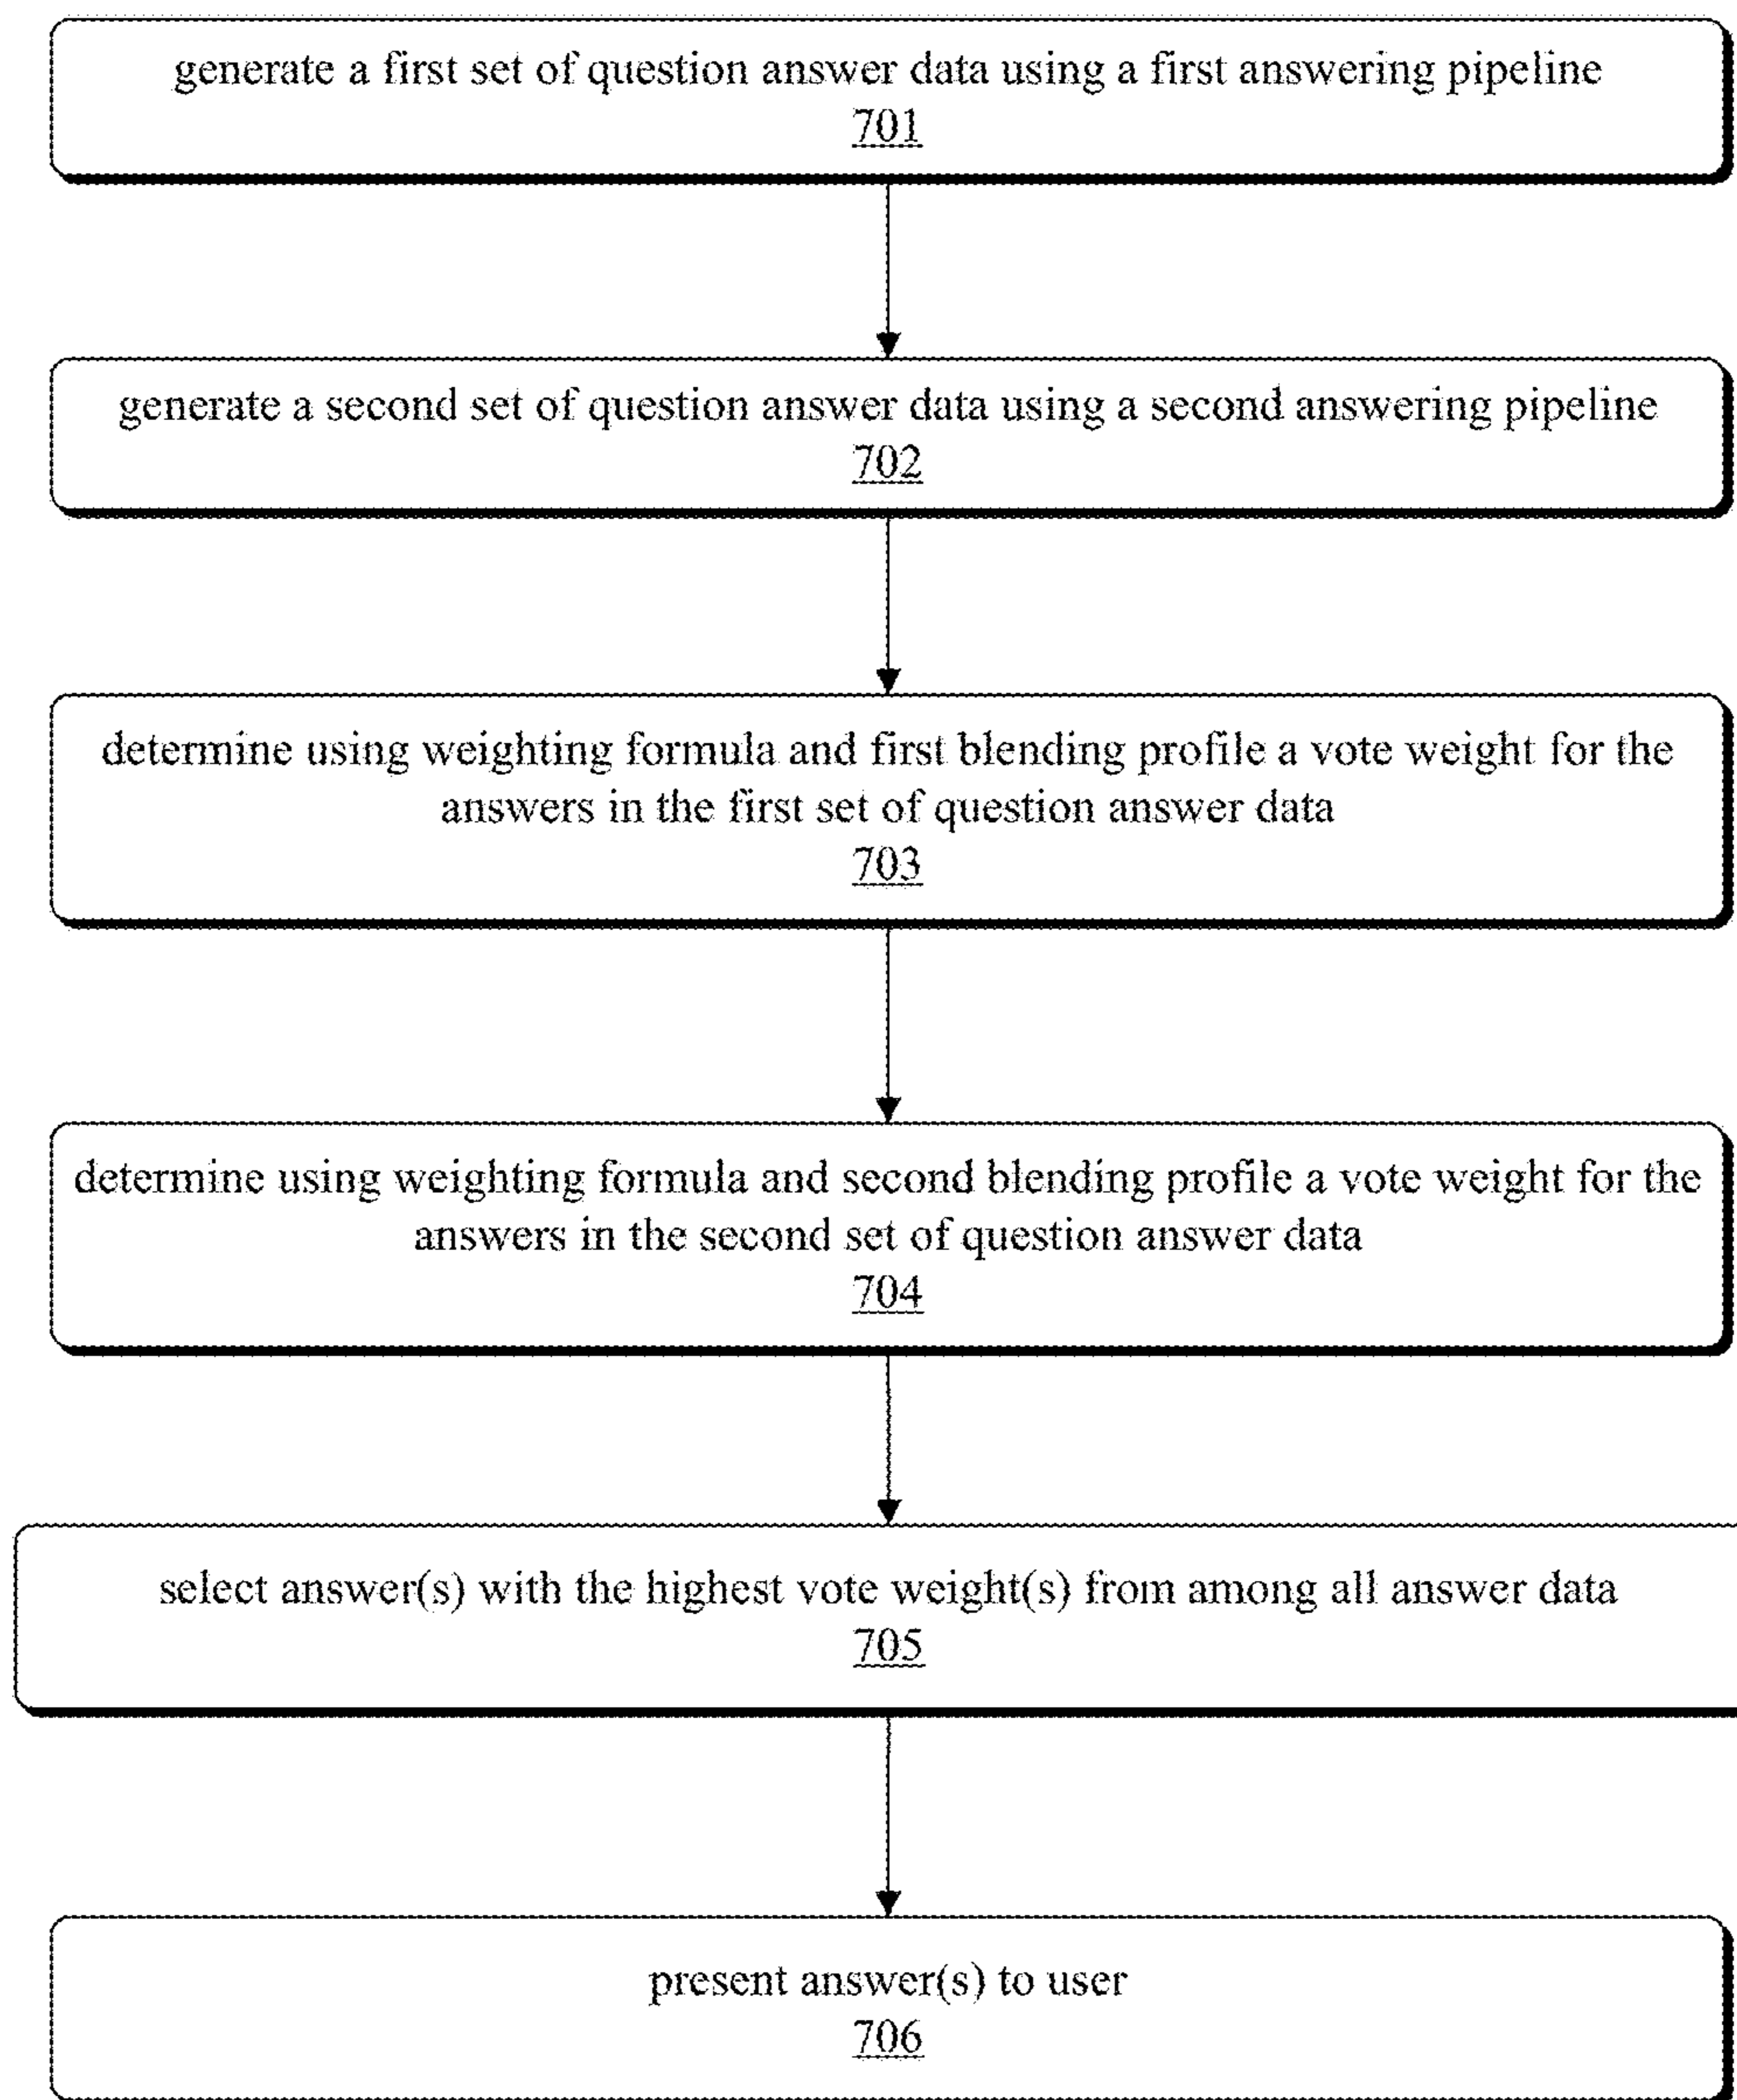 generate a first set of question answer data using a first answering pipeline
701
generate a second set of question answer data using a second answering pipeline
702
determine using weighting formula and first blending profile a vote weight for the
answers in the first set of question answer data
703
determine using weighting formula and second blending profile a vote weight for the
answers in the second set of question answer data
704
select answer(s) with the highest vote weight(s) from among all answer data
705
present answer(s) to user
706